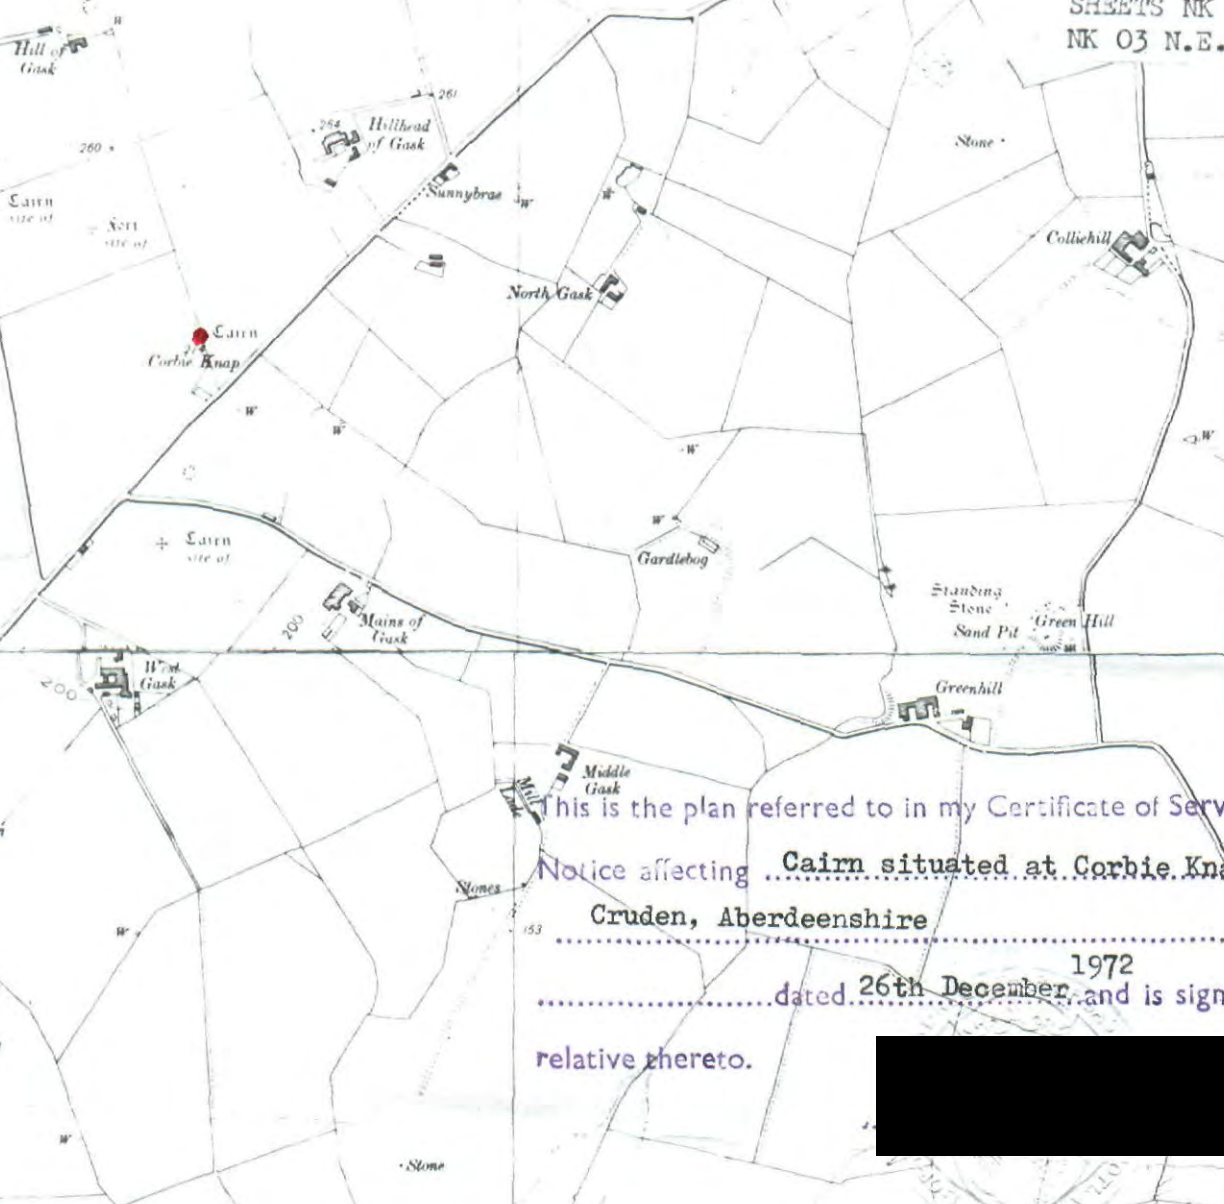 SHEETS NK
NK 03 N.E.
Hill of
Gask
W
261
264
Hillhead
of Gask
260
Stone
Sunnybrae
W
W
Cairn
site of
Fort
site of
Colliehill
North Gask
Cairn
Corbie Knap
W
W
W
W
W
Cairn
site of
Gardlebog
Standing
Stone
Sand Pit
Green Hill
200
Mains of
Gask
West
Gask
200
Greenhill
Middle
Gask
Mill
Lade
This is the plan referred to in my Certificate of Serv
Notice affecting Cairn situated at Corbie Kna
Stones
Cruden, Aberdeenshire
W
153
1972
dated 26th December and is sign
relative thereto.
W
Stone